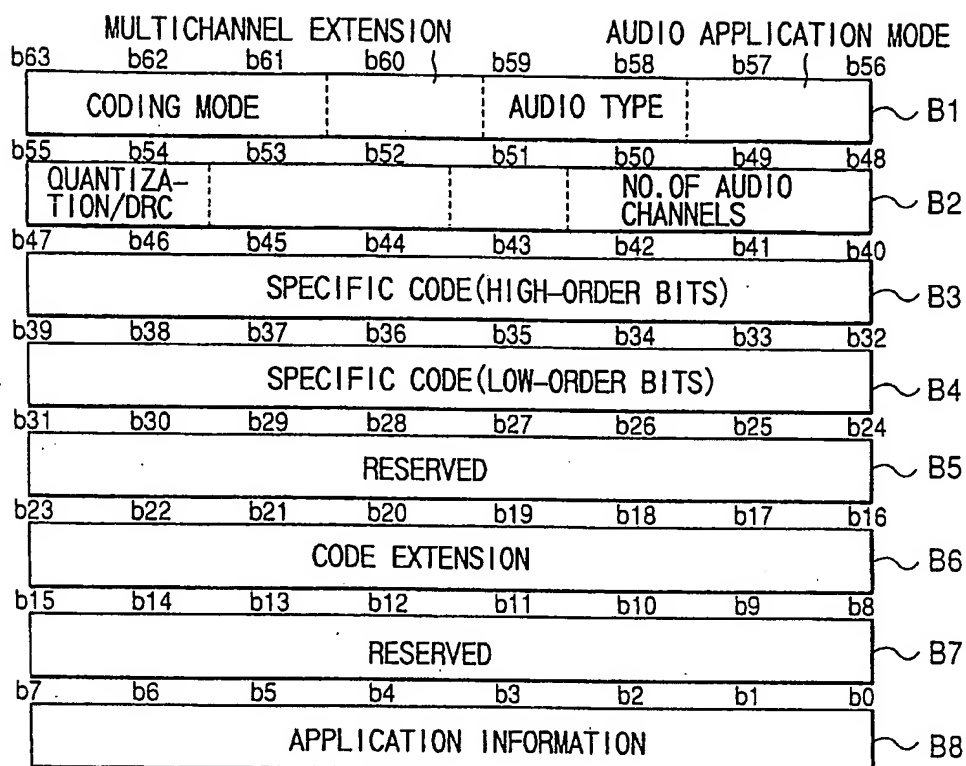 MULTICHANNEL EXTENSION AUDIO APPLICATION MODE
b63 b62 b61 b60 b59 b58 b57 b56
CODING MODE AUDIO TYPE B1
b55 b54 b53 b52 b51 b50 b49 b48
QUANTIZA-
TION/DRC
NO.OF AUDIO
CHANNELS
B2
b47 b46 b45 b44 b43 b42 b41 b40
SPECIFIC CODE(HIGH-ORDER BITS) B3
b39 b38 b37 b36 b35 b34 b33 b32
SPECIFIC CODE(LOW-ORDER BITS) B4
b31 b30 b29 b28 b27 b26 b25 b24
RESERVED B5
b23 b22 b21 b20 b19 b18 b17 b16
CODE EXTENSION B6
b15 b14 b13 b12 b11 b10 b9 b8
RESERVED B7
b7 b6 b5 b4 b3 b2 b1 b0
APPLICATION INFORMATION B8